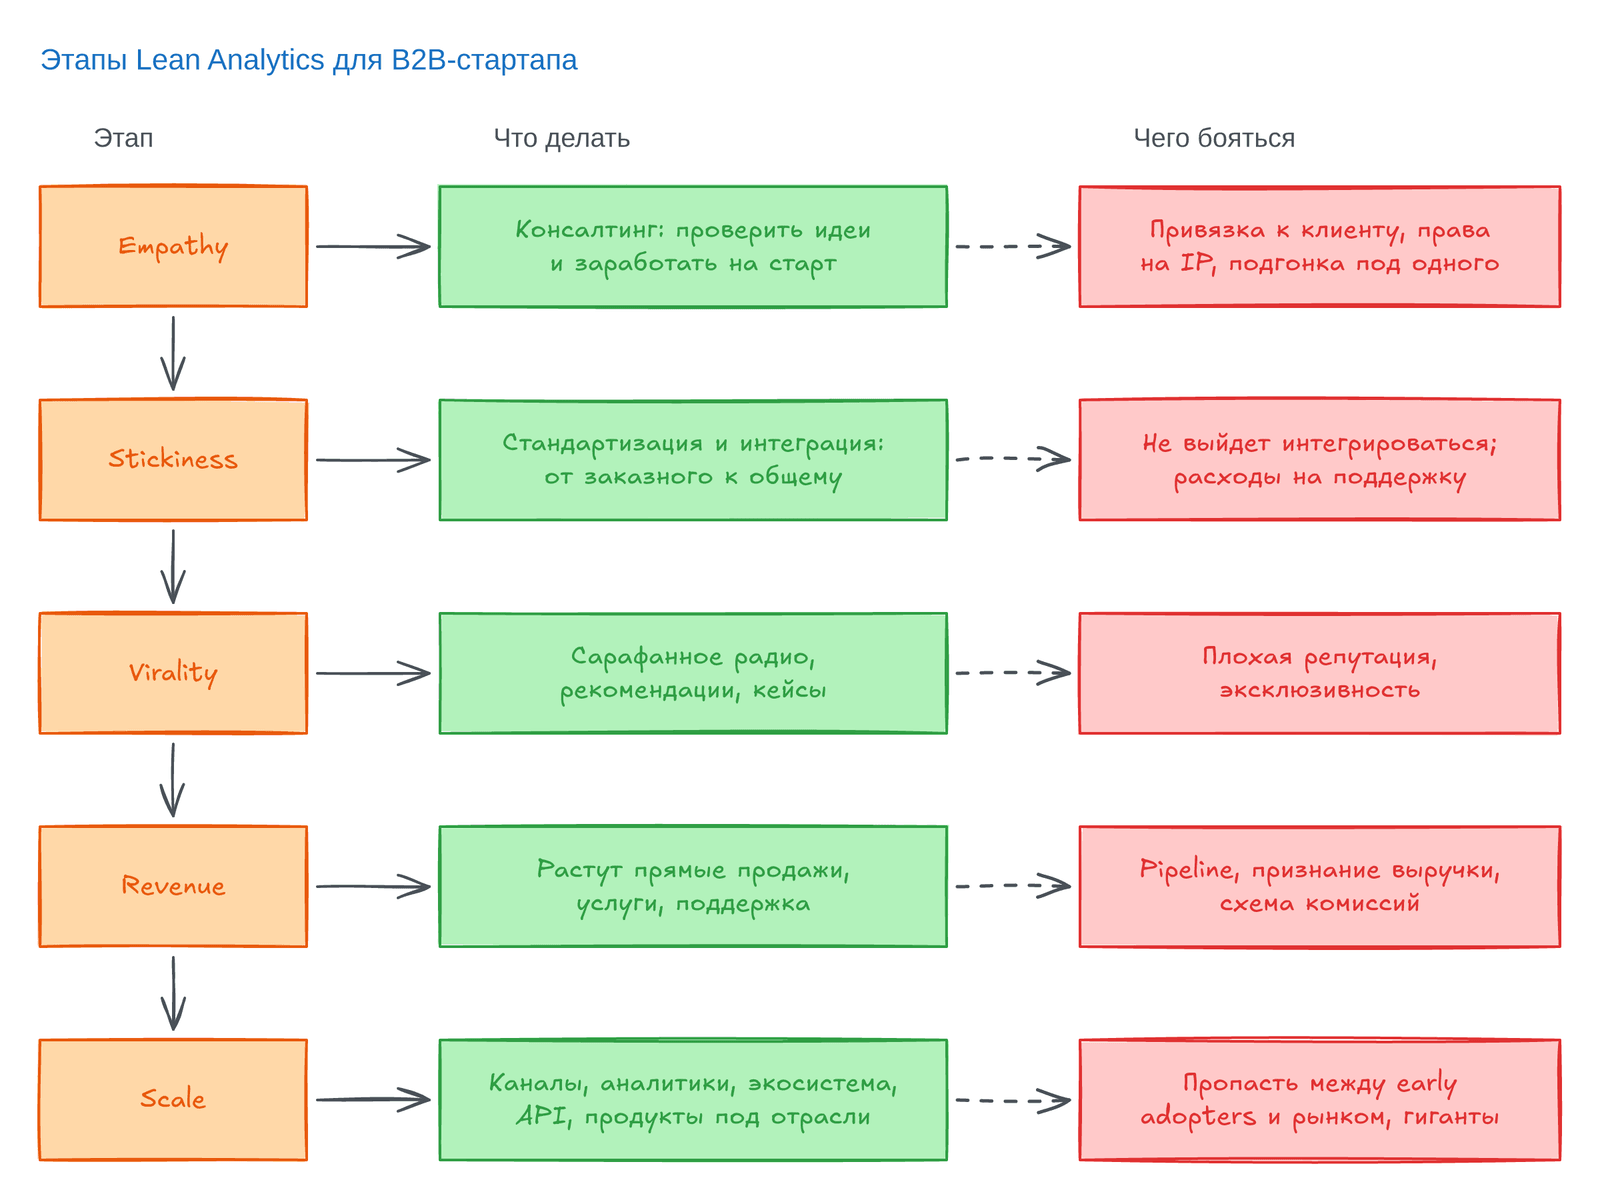 Этапы Lean Analytics для B2B-стартапа
Этап
Что делать
Чего бояться
Empathy
Консалтинг: проверить идеи
и заработать на старт
Привязка к клиенту, права
на IP, подгонка под одного
Stickiness
Стандартизация и интеграция:
от заказного к общему
Не выйдет интегрироваться;
расходы на поддержку
Virality
Сарафанное радио,
рекомендации, кейсы
Плохая репутация,
эксклюзивность
Revenue
Растут прямые продажи,
услуги, поддержка
Pipeline, признание выручки,
схема комиссий
Scale
Каналы, аналитики, экосистема,
API, продукты под отрасли
Пропасть между early
adopters и рынком, гиганты